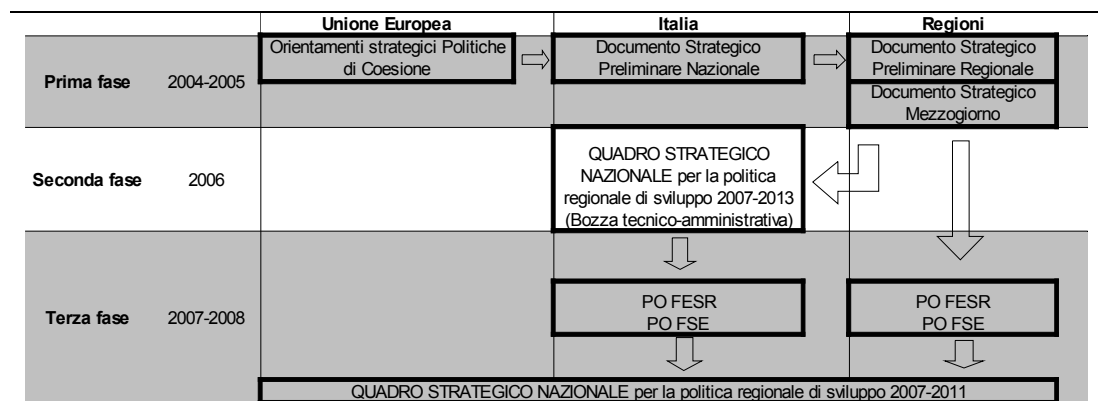 Unione Europea Italia Regioni
Prima fase 2004-2005
Orientamenti strategici Politiche
di Coesione
Documento Strategico
Preliminare Nazionale
Documento Strategico
Preliminare Regionale
Documento Strategico
Mezzogiorno
Seconda fase 2006
QUADRO STRATEGICO
NAZIONALE per la politica
regionale di sviluppo 2007-2013
(Bozza tecnico-amministrativa)
Terza fase 2007-2008
PO FESR
PO FSE
PO FESR
PO FSE
QUADRO STRATEGICO NAZIONALE per la politica regionale di sviluppo 2007-2011